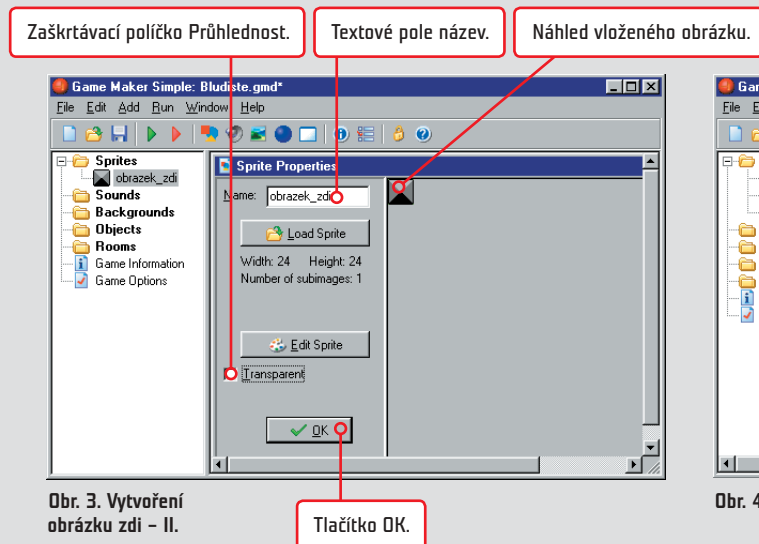 Zaškrtávací políčko Průhlednost.
Textové pole název.
Náhled vloženého obrázku.
Game Maker Simple: Bludiste.gmd*
File Edit Add Run Window Help
Sprites
obrazek_zdi
Sounds
Backgrounds
Objects
Rooms
Game Information
Game Options
Sprite Properties
Name: obrazek_zdi
Load Sprite
Width: 24 Height: 24
Number of subimages: 1
Edit Sprite
Transparent
OK
Obr. 3. Vytvoření
obrázku zdi – II.
Tlačítko OK.
Ga
File E
Obr. 4